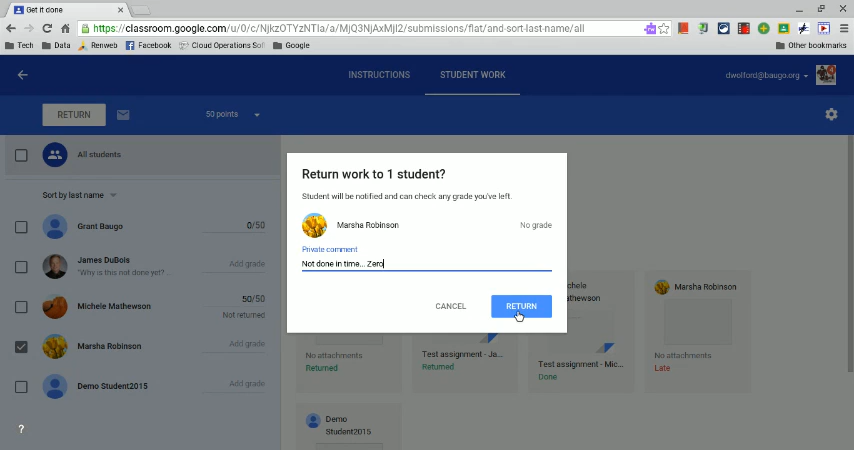 Get it done
https://classroom.google.com/u/0/c/NjkzOTYzNTIa/a/MjQ3NjAxMjI2/submissions/flat/and-sort-last-name/all
Tech Data Renweb Facebook Cloud Operations Sof Google Other bookmarks
INSTRUCTIONS STUDENT WORK dwolford@baugo.org
RETURN 50 points
All students
Sort by last name
Grant Baugo 0/50
James DuBois Add grade
"Why is this not done yet? ...
Michele Mathewson 50/50
Not returned
Marsha Robinson Add grade
Demo Student2015 Add grade
Return work to 1 student?
Student will be notified and can check any grade you've left.
Marsha Robinson No grade
Private comment
Not done in time... Zero
CANCEL RETURN
chele
athewson
Marsha Robinson
No attachments
Returned
Test assignment - Ja...
Returned
Test assignment - Mic...
Done
No attachments
Late
Demo
Student2015
?